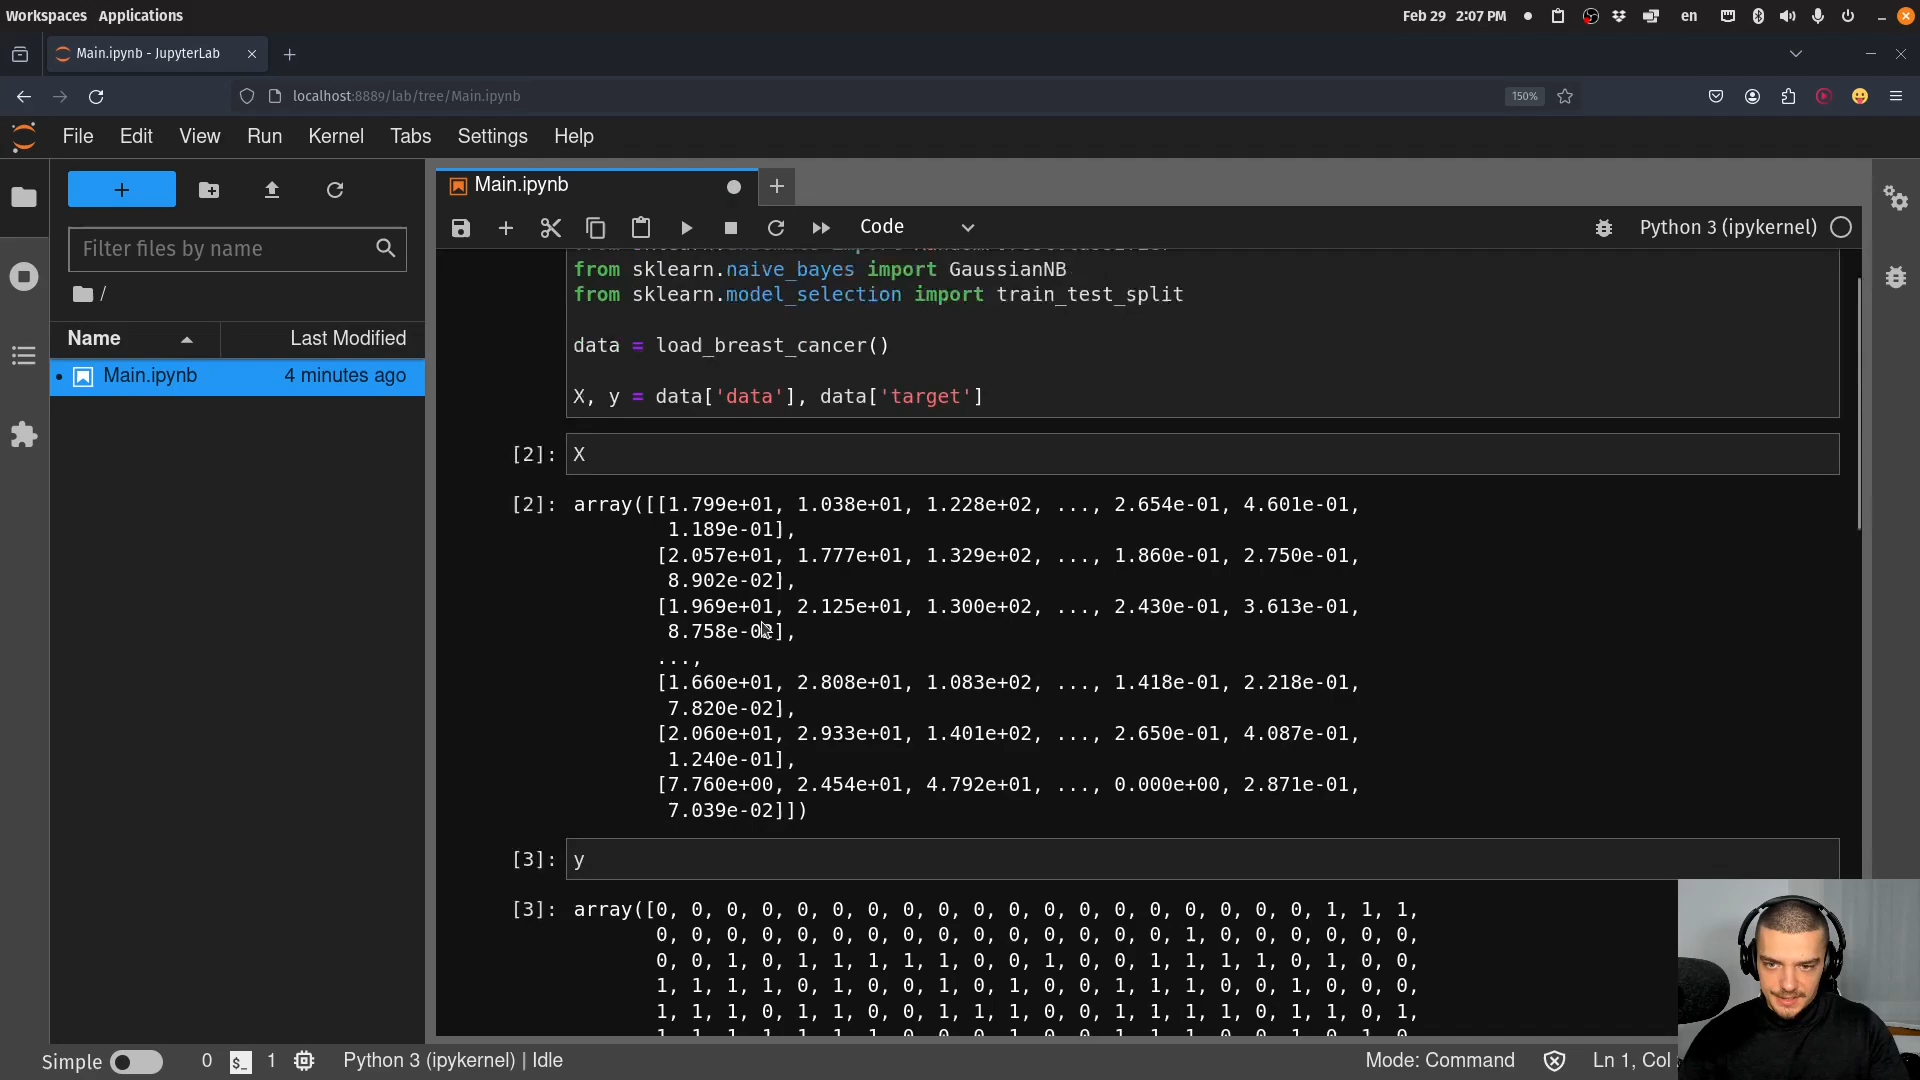 Workspaces Applications
Feb 29 2:07 PM
en
Main.ipynb - JupyterLab
localhost:8889/lab/tree/Main.ipynb
150%
File Edit View Run Kernel Tabs Settings Help
Main.ipynb
Code
Python 3 (ipykernel)
Filter files by name
/
Name Last Modified
Main.ipynb 4 minutes ago
from sklearn.naive_bayes import GaussianNB
from sklearn.model_selection import train_test_split
data = load_breast_cancer()
X, y = data['data'], data['target']
[2]: X
[2]: array([[1.799e+01, 1.038e+01, 1.228e+02, ..., 2.654e-01, 4.601e-01,
1.189e-01],
[2.057e+01, 1.777e+01, 1.329e+02, ..., 1.860e-01, 2.750e-01,
8.902e-02],
[1.969e+01, 2.125e+01, 1.300e+02, ..., 2.430e-01, 3.613e-01,
8.758e-02],
...,
[1.660e+01, 2.808e+01, 1.083e+02, ..., 1.418e-01, 2.218e-01,
7.820e-02],
[2.060e+01, 2.933e+01, 1.401e+02, ..., 2.650e-01, 4.087e-01,
1.240e-01],
[7.760e+00, 2.454e+01, 4.792e+01, ..., 0.000e+00, 2.871e-01,
7.039e-02]])
[3]: y
[3]: array([0, 0, 0, 0, 0, 0, 0, 0, 0, 0, 0, 0, 0, 0, 0, 0, 0, 0, 0, 1, 1, 1,
0, 0, 0, 0, 0, 0, 0, 0, 0, 0, 0, 0, 0, 0, 0, 1, 0, 0, 0, 0, 0, 0,
0, 0, 1, 0, 1, 1, 1, 1, 1, 0, 0, 1, 0, 0, 1, 1, 1, 1, 0, 1, 0, 0,
1, 1, 1, 1, 0, 1, 0, 0, 1, 0, 1, 0, 0, 1, 1, 1, 0, 0, 1, 0, 0, 0,
1, 1, 1, 0, 1, 1, 0, 0, 1, 1, 1, 0, 0, 1, 1, 1, 1, 0, 1, 1, 0, 1,
Simple 0 $_ 1 Python 3 (ipykernel) | Idle
Mode: Command
Ln 1, Col